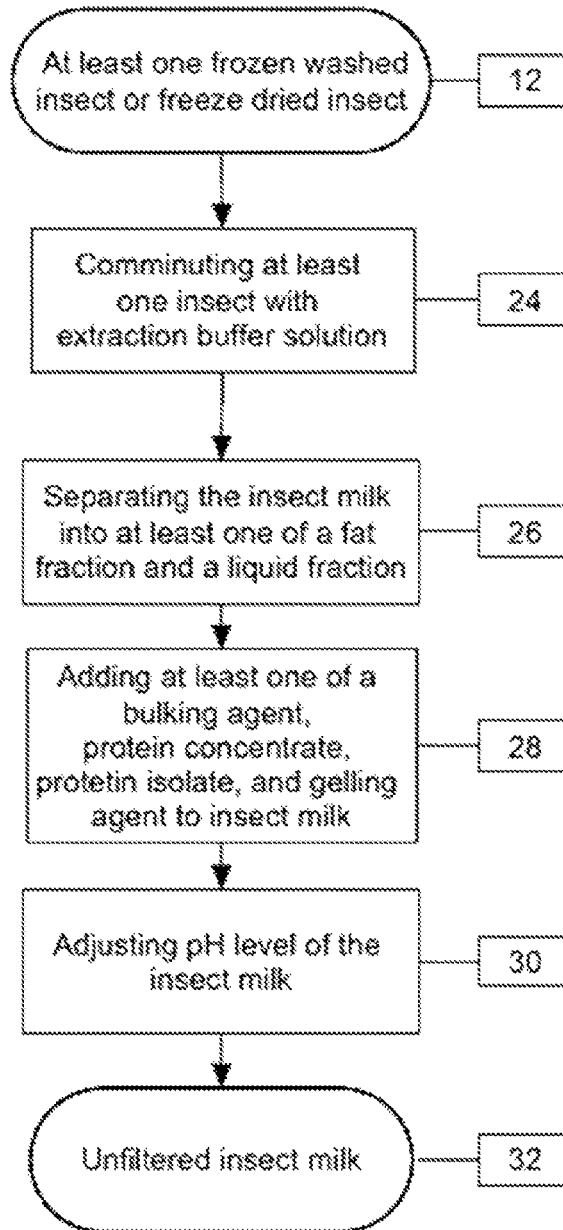 At least one frozen washed
insect or freeze dried insect
12
Comminuting at least
one insect with
extraction buffer solution
24
Separating the insect milk
into at least one of a fat
fraction and a liquid fraction
26
Adding at least one of a
bulking agent,
protein concentrate,
protetin isolate, and gelling
agent to insect milk
28
Adjusting pH level of the
insect milk
30
Unfiltered insect milk
32